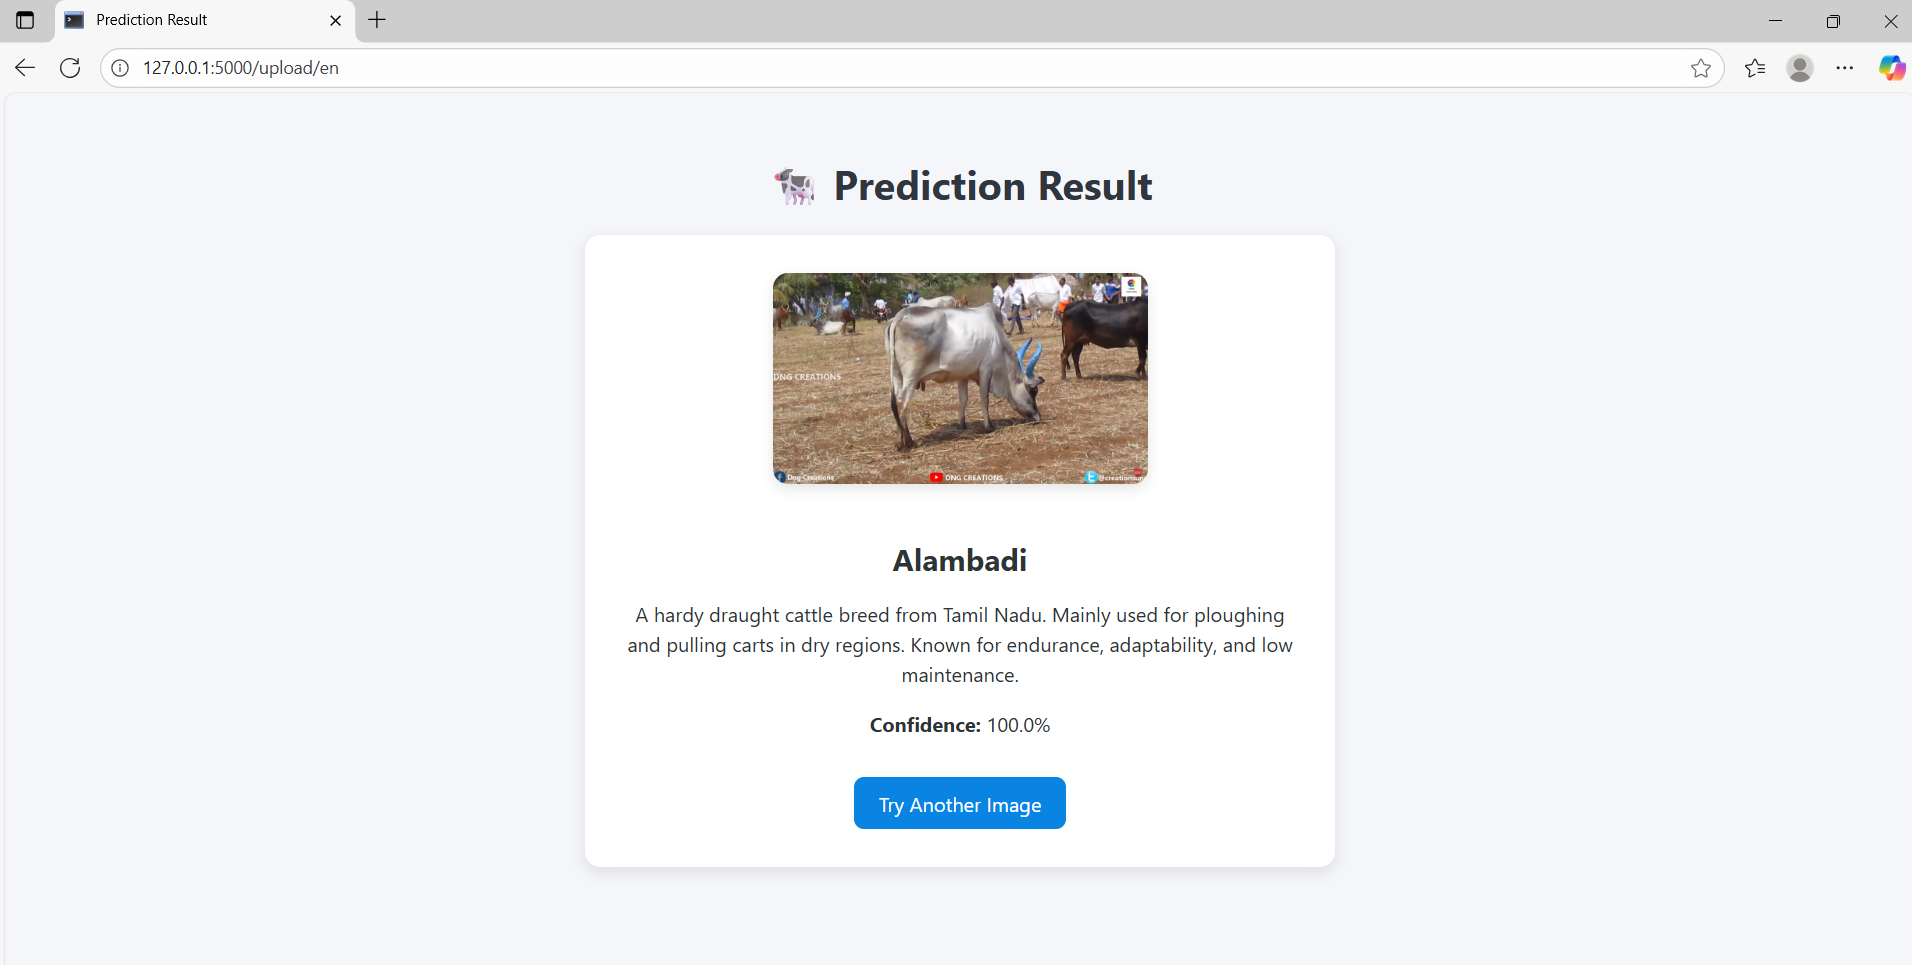 Prediction Result
127.0.0.1:5000/upload/en
Prediction Result
DNG CREATIONS
Dng Creations
DNG CREATIONS
Alambadi
A hardy draught cattle breed from Tamil Nadu. Mainly used for ploughing
and pulling carts in dry regions. Known for endurance, adaptability, and low
maintenance.
Confidence: 100.0%
Try Another Image